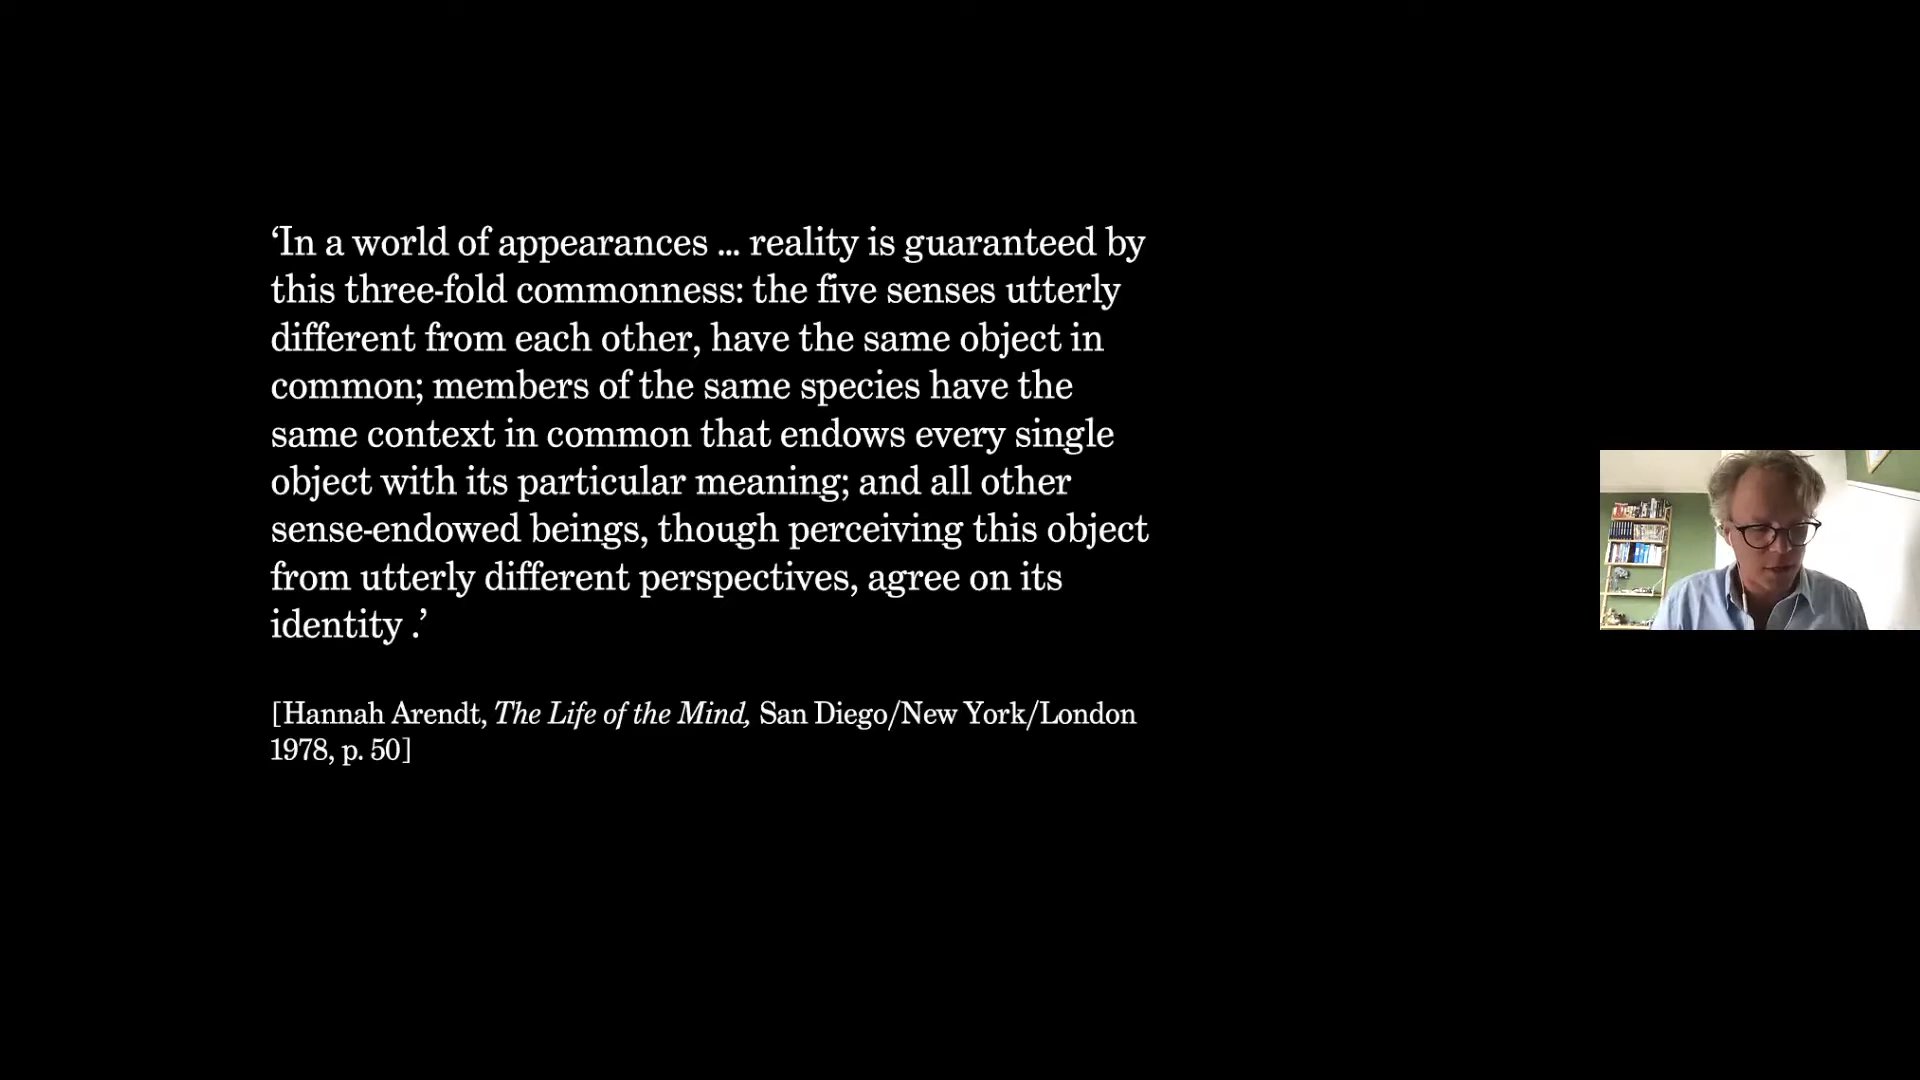 ‘In a world of appearances ... reality is guaranteed by
this three-fold commonness: the five senses utterly
different from each other, have the same object in
common; members of the same species have the
same context in common that endows every single
object with its particular meaning; and all other
sense-endowed beings, though perceiving this object
from utterly different perspectives, agree on its
identity .’
[Hannah Arendt, The Life of the Mind, San Diego/New York/London
1978, p. 50]